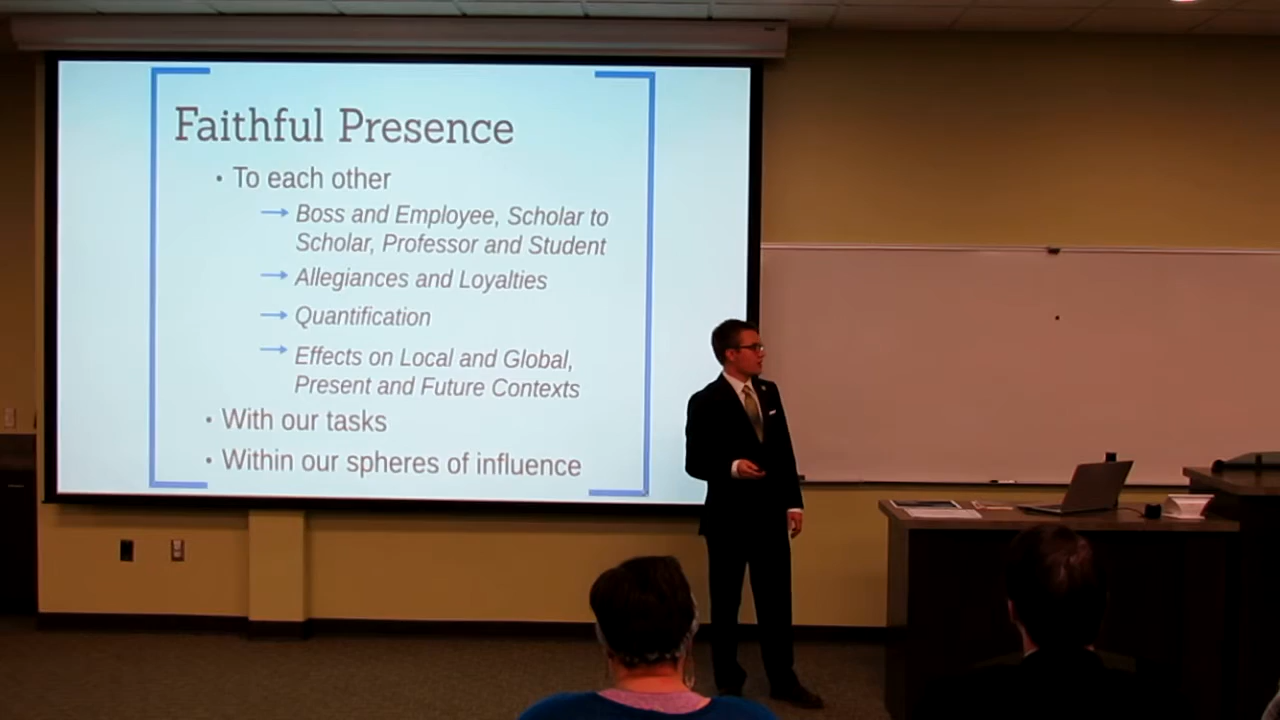 Faithful Presence
• To each other
→ Boss and Employee, Scholar to
Scholar, Professor and Student
→ Allegiances and Loyalties
→ Quantification
→ Effects on Local and Global,
Present and Future Contexts
• With our tasks
• Within our spheres of influence